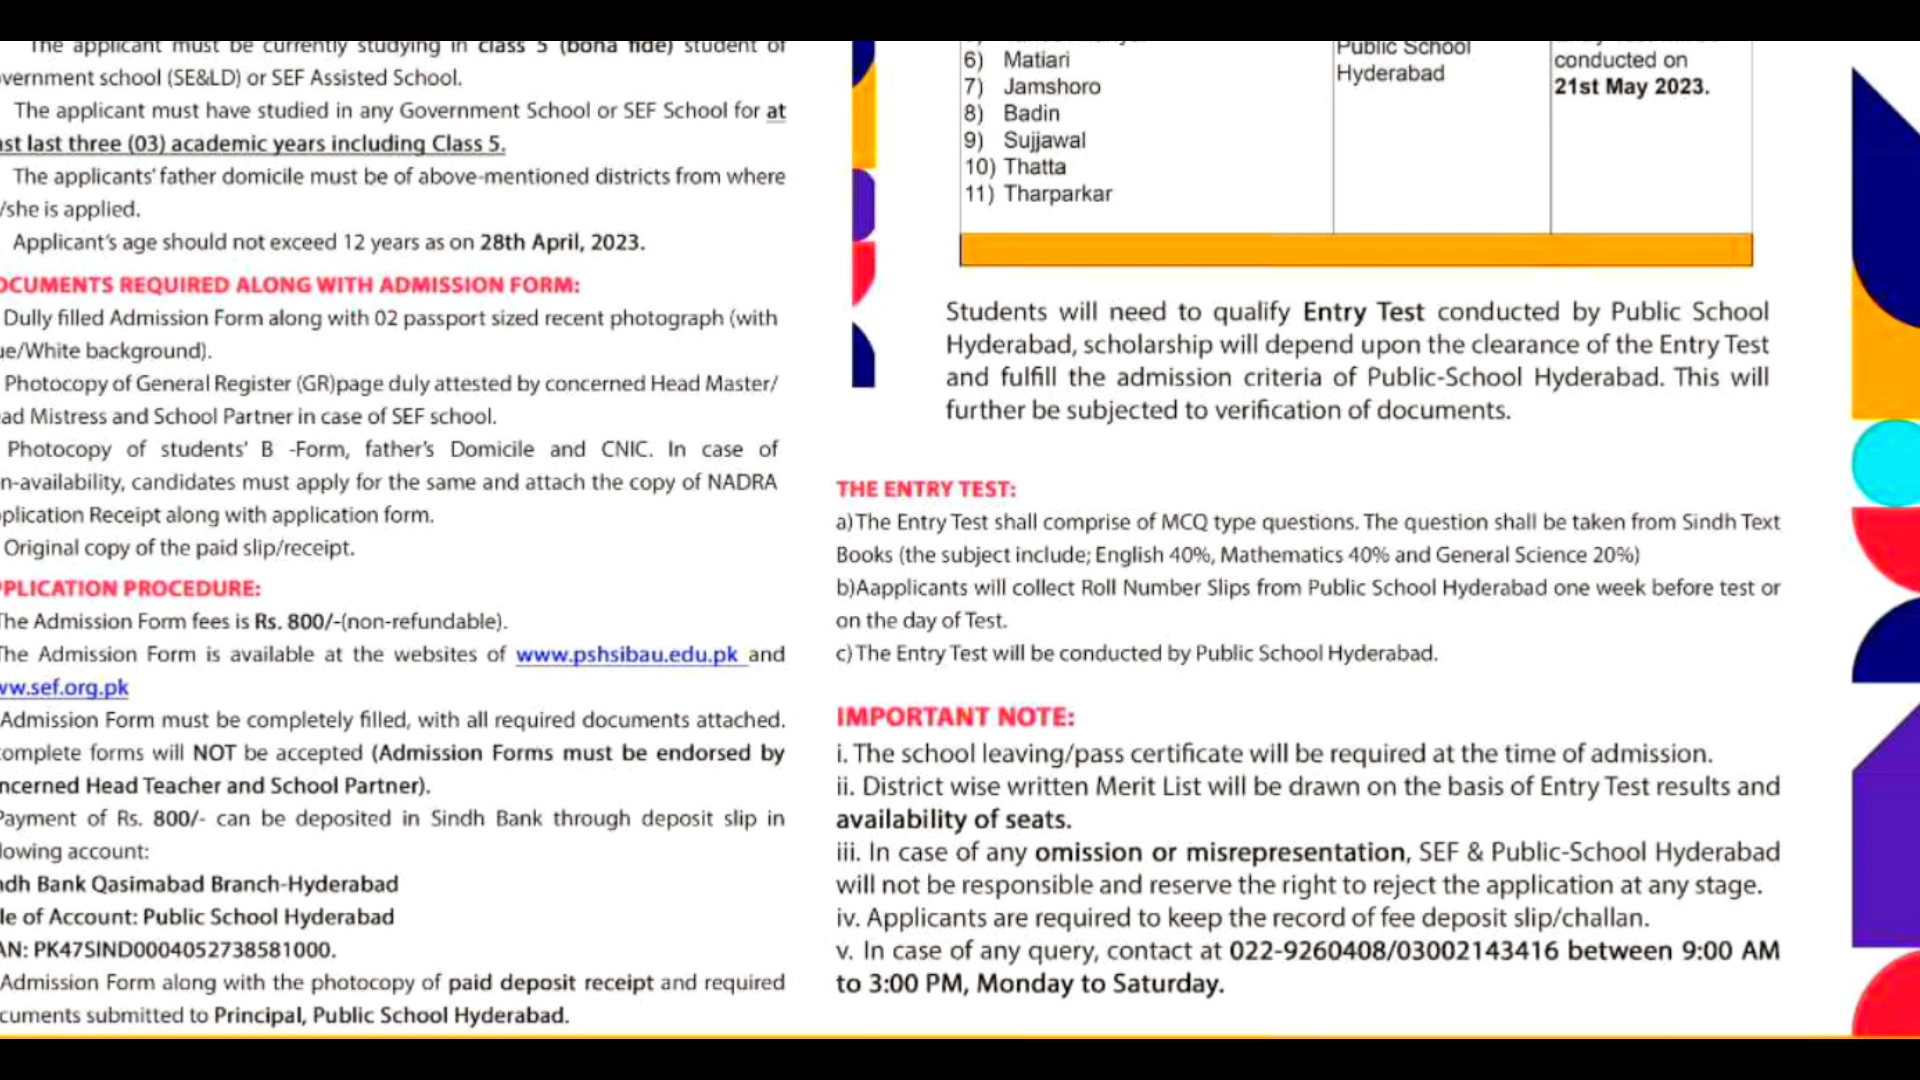 The applicant must be currently studying in class 5 (bona fide) student of
vernment school (SE&LD) or SEF Assisted School.
The applicant must have studied in any Government School or SEF School for at
st last three (03) academic years including Class 5.
The applicants' father domicile must be of above-mentioned districts from where
/she is applied.
Applicant's age should not exceed 12 years as on 28th April, 2023.
OCUMENTS REQUIRED ALONG WITH ADMISSION FORM:
Dully filled Admission Form along with 02 passport sized recent photograph (with
ue/White background).
Photocopy of General Register (GR)page duly attested by concerned Head Master/
ad Mistress and School Partner in case of SEF school.
Photocopy of students' B -Form, father's Domicile and CNIC. In case of
n-availability, candidates must apply for the same and attach the copy of NADRA
plication Receipt along with application form.
Original copy of the paid slip/receipt.
PPLICATION PROCEDURE:
The Admission Form fees is Rs. 800/-(non-refundable).
The Admission Form is available at the websites of www.pshsibau.edu.pk and
ww.sef.org.pk
Admission Form must be completely filled, with all required documents attached.
omplete forms will NOT be accepted (Admission Forms must be endorsed by
ncerned Head Teacher and School Partner).
Payment of Rs. 800/- can be deposited in Sindh Bank through deposit slip in
lowing account:
ndh Bank Qasimabad Branch-Hyderabad
le of Account: Public School Hyderabad
AN: PK47SIND0004052738581000.
Admission Form along with the photocopy of paid deposit receipt and required
cuments submitted to Principal, Public School Hyderabad.
6) Matiari
7) Jamshoro
8) Badin
9) Sujjawal
10) Thatta
11) Tharparkar
Public School
Hyderabad
conducted on
21st May 2023.
Students will need to qualify Entry Test conducted by Public School
Hyderabad, scholarship will depend upon the clearance of the Entry Test
and fulfill the admission criteria of Public-School Hyderabad. This will
further be subjected to verification of documents.
THE ENTRY TEST:
a)The Entry Test shall comprise of MCQ type questions. The question shall be taken from Sindh Text
Books (the subject include; English 40%, Mathematics 40% and General Science 20%)
b)Aapplicants will collect Roll Number Slips from Public School Hyderabad one week before test or
on the day of Test.
c)The Entry Test will be conducted by Public School Hyderabad.
IMPORTANT NOTE:
i. The school leaving/pass certificate will be required at the time of admission.
ii. District wise written Merit List will be drawn on the basis of Entry Test results and
availability of seats.
iii. In case of any omission or misrepresentation, SEF & Public-School Hyderabad
will not be responsible and reserve the right to reject the application at any stage.
iv. Applicants are required to keep the record of fee deposit slip/challan.
v. In case of any query, contact at 022-9260408/03002143416 between 9:00 AM
to 3:00 PM, Monday to Saturday.